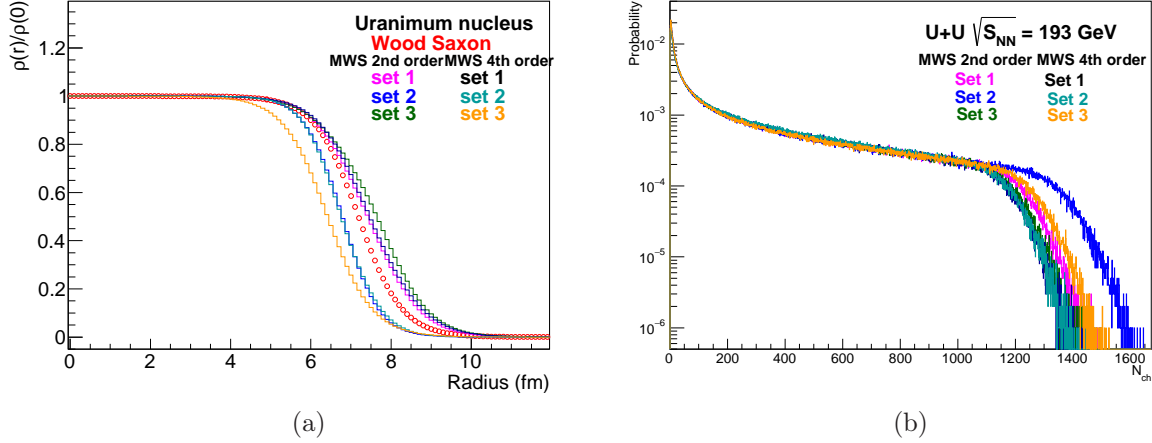 ρ(r)/ρ(0)
1.2
1
0.8
0.6
0.4
0.2
0
Uranimum nucleus
Wood Saxon
MWS 2nd order MWS 4th order
set 1 set 1
set 2 set 2
set 3 set 3
0 2 4 6 8 10
Radius (fm)
(a)
Probability
10⁻²
10⁻³
10⁻⁴
10⁻⁵
10⁻⁶
U+U √S_NN = 193 GeV
MWS 2nd order MWS 4th order
Set 1 Set 1
Set 2 Set 2
Set 3 Set 3
0 200 400 600 800 1000 1200 1400 1600
N_ch
(b)